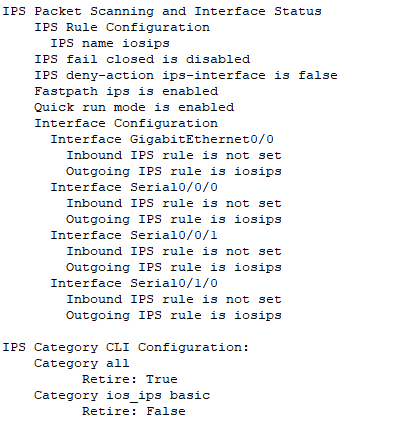 IPS Packet Scanning and Interface Status
    IPS Rule Configuration
      IPS name iosips
    IPS fail closed is disabled
    IPS deny-action ips-interface is false
    Fastpath ips is enabled
    Quick run mode is enabled
    Interface Configuration
      Interface GigabitEthernet0/0
        Inbound IPS rule is not set
        Outgoing IPS rule is iosips
      Interface Serial0/0/0
        Inbound IPS rule is not set
        Outgoing IPS rule is iosips
      Interface Serial0/0/1
        Inbound IPS rule is not set
        Outgoing IPS rule is iosips
      Interface Serial0/1/0
        Inbound IPS rule is not set
        Outgoing IPS rule is iosips

IPS Category CLI Configuration:
    Category all
          Retire: True
    Category ios_ips basic
          Retire: False